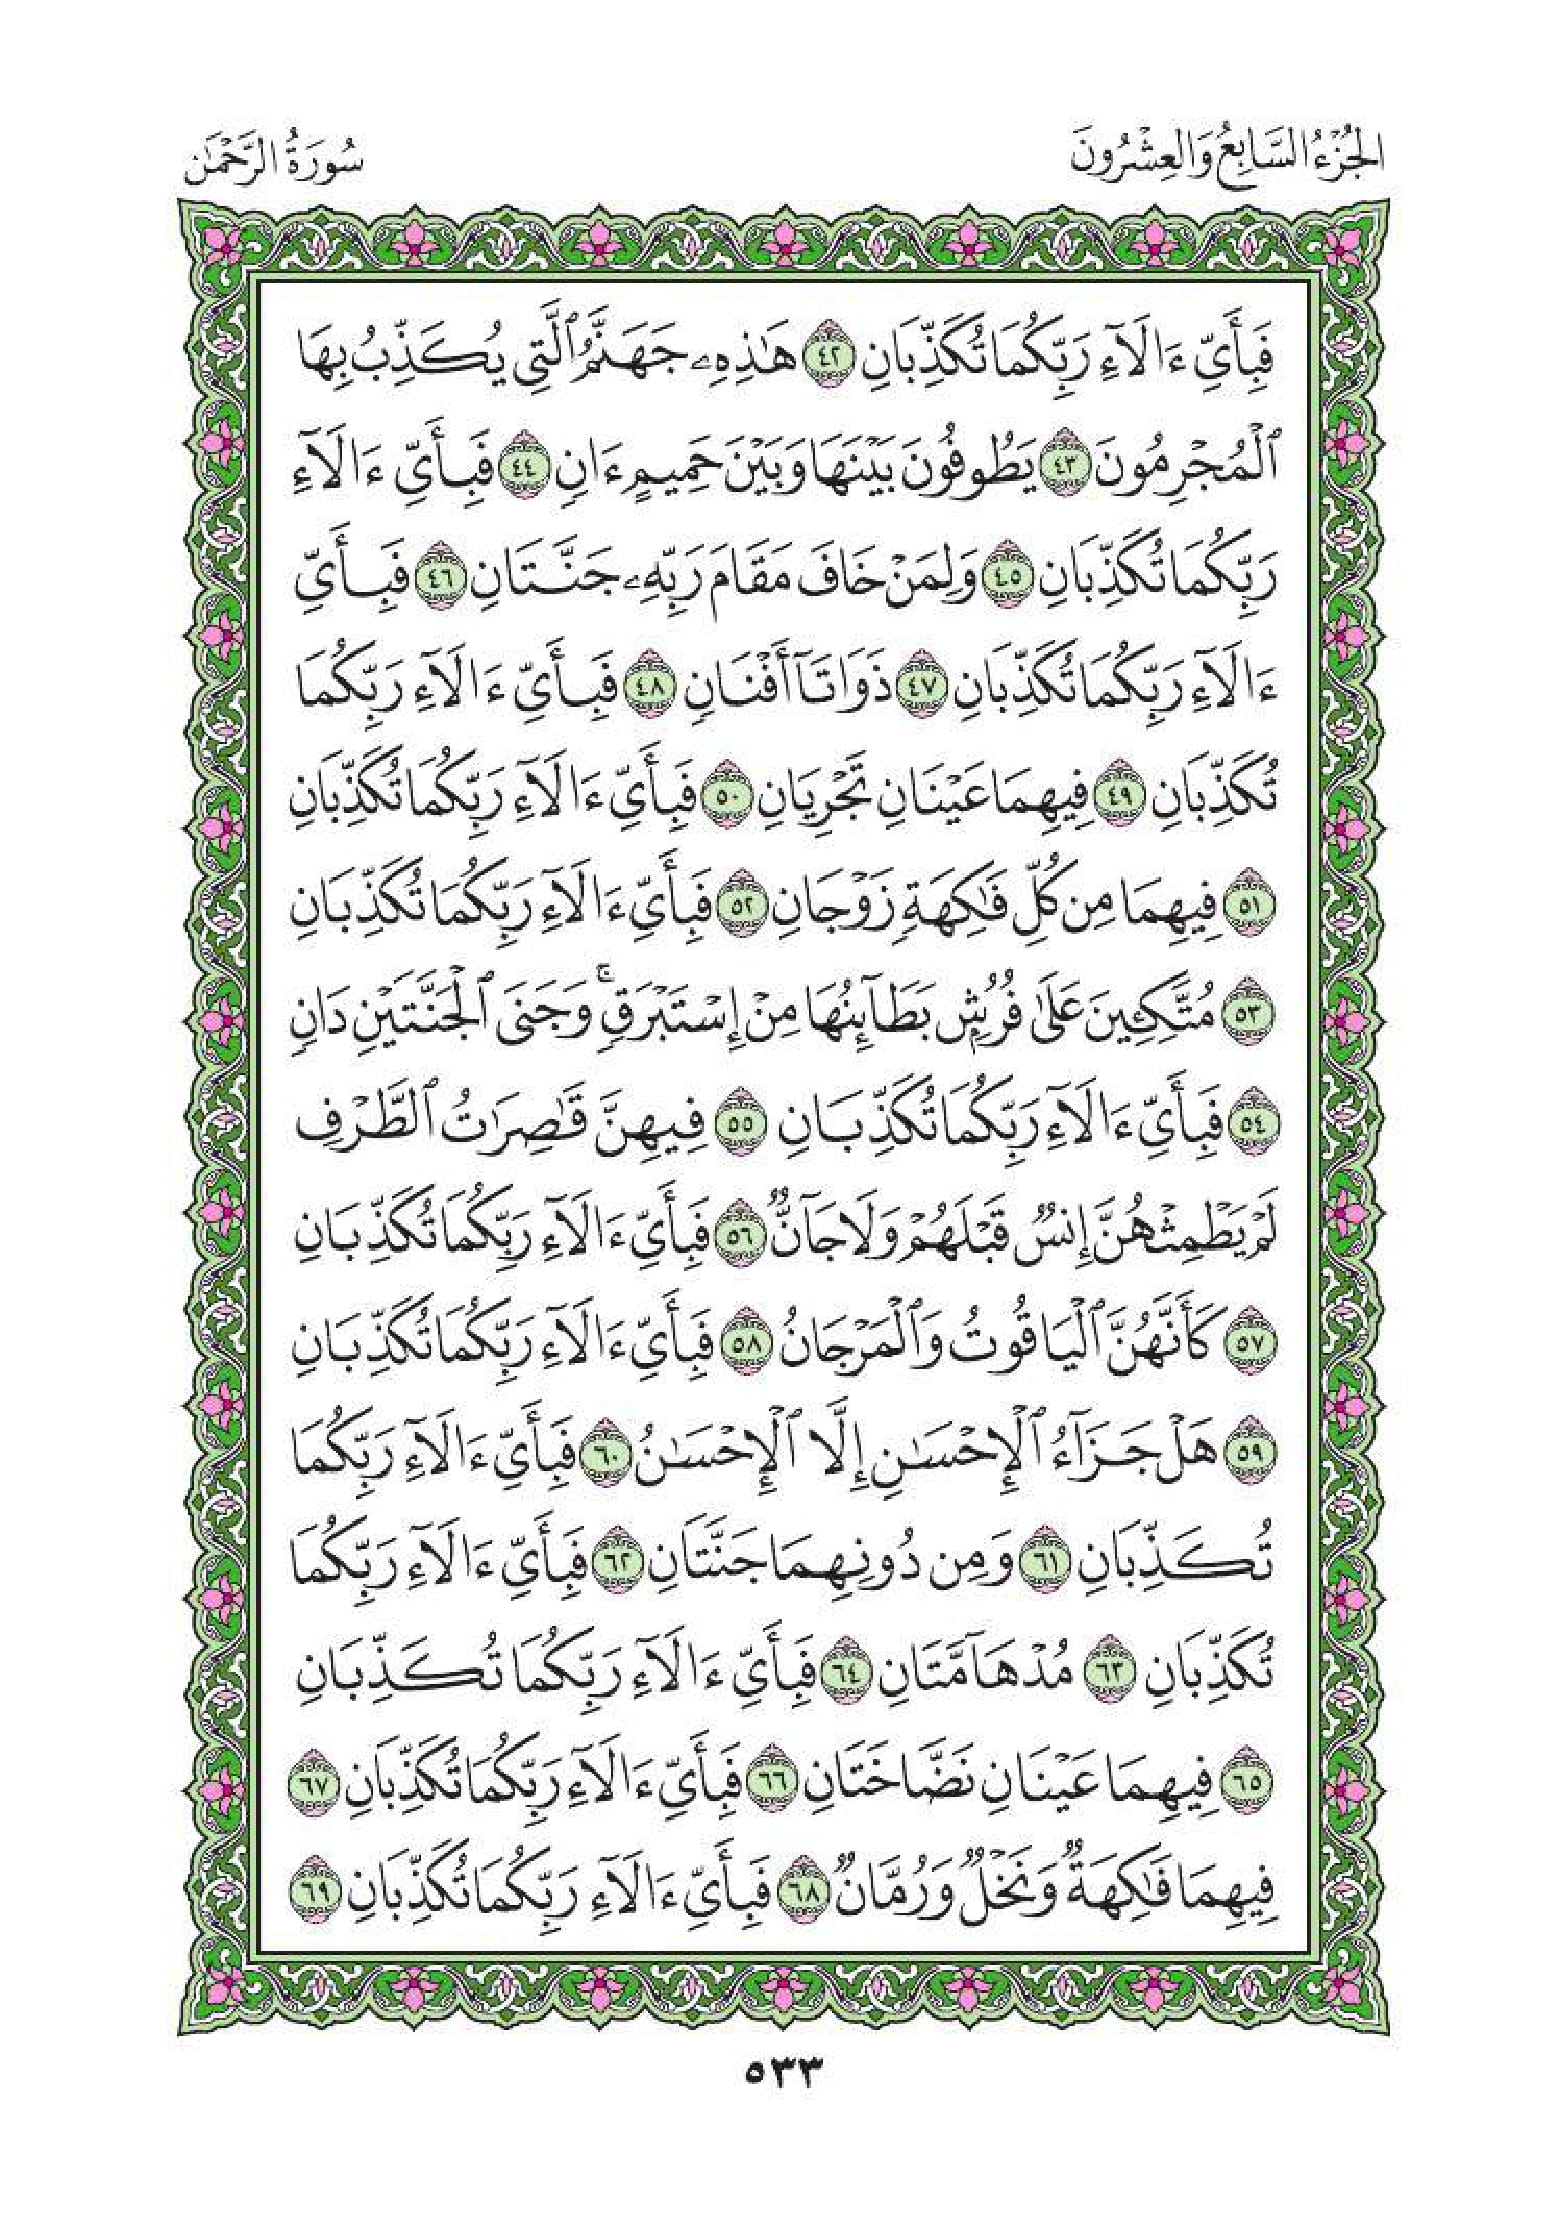 الجُزْءُ السَّابِعُ وَالعِشْرُونَ
سُورَةُ الرَّحْمَٰن
فَبِأَيِّ ءَالَآءِ رَبِّكُمَا تُكَذِّبَانِ ٤٢ هَٰذِهِۦ جَهَنَّمُ ٱلَّتِي يُكَذِّبُ بِهَا
ٱلْمُجْرِمُونَ ٤٣ يَطُوفُونَ بَيْنَهَا وَبَيْنَ حَمِيمٍ ءَانٍ ٤٤ فَبِأَيِّ ءَالَآءِ
رَبِّكُمَا تُكَذِّبَانِ ٤٥ وَلِمَنْ خَافَ مَقَامَ رَبِّهِۦ جَنَّتَانِ ٤٦ فَبِأَيِّ
ءَالَآءِ رَبِّكُمَا تُكَذِّبَانِ ٤٧ ذَوَاتَآ أَفْنَانٍ ٤٨ فَبِأَيِّ ءَالَآءِ رَبِّكُمَا
تُكَذِّبَانِ ٤٩ فِيهِمَا عَيْنَانِ تَجْرِيَانِ ٥٠ فَبِأَيِّ ءَالَآءِ رَبِّكُمَا تُكَذِّبَانِ
٥١ فِيهِمَا مِن كُلِّ فَٰكِهَةٍ زَوْجَانِ ٥٢ فَبِأَيِّ ءَالَآءِ رَبِّكُمَا تُكَذِّبَانِ
٥٣ مُتَّكِـِٔينَ عَلَىٰ فُرُشٍۭ بَطَآئِنُهَا مِنْ إِسْتَبْرَقٍۚ وَجَنَى ٱلْجَنَّتَيْنِ دَانٍ
٥٤ فَبِأَيِّ ءَالَآءِ رَبِّكُمَا تُكَذِّبَانِ ٥٥ فِيهِنَّ قَٰصِرَٰتُ ٱلطَّرْفِ
لَمْ يَطْمِثْهُنَّ إِنسٌ قَبْلَهُمْ وَلَا جَآنٌّ ٥٦ فَبِأَيِّ ءَالَآءِ رَبِّكُمَا تُكَذِّبَانِ
٥٧ كَأَنَّهُنَّ ٱلْيَاقُوتُ وَٱلْمَرْجَانُ ٥٨ فَبِأَيِّ ءَالَآءِ رَبِّكُمَا تُكَذِّبَانِ
٥٩ هَلْ جَزَآءُ ٱلْإِحْسَٰنِ إِلَّا ٱلْإِحْسَٰنُ ٦٠ فَبِأَيِّ ءَالَآءِ رَبِّكُمَا
تُكَذِّبَانِ ٦١ وَمِن دُونِهِمَا جَنَّتَانِ ٦٢ فَبِأَيِّ ءَالَآءِ رَبِّكُمَا
تُكَذِّبَانِ ٦٣ مُدْهَآمَّتَانِ ٦٤ فَبِأَيِّ ءَالَآءِ رَبِّكُمَا تُكَذِّبَانِ
٦٥ فِيهِمَا عَيْنَانِ نَضَّاخَتَانِ ٦٦ فَبِأَيِّ ءَالَآءِ رَبِّكُمَا تُكَذِّبَانِ ٦٧
فِيهِمَا فَٰكِهَةٌ وَنَخْلٌ وَرُمَّانٌ ٦٨ فَبِأَيِّ ءَالَآءِ رَبِّكُمَا تُكَذِّبَانِ ٦٩
٥٣٣